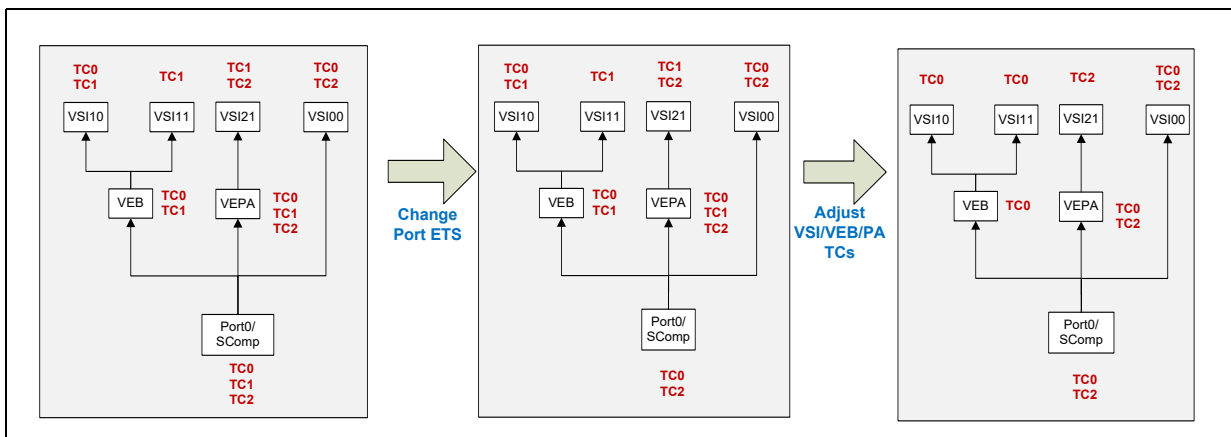 TC0
TC1
TC1
TC1
TC2
TC0
TC2
VSI10
VSI11
VSI21
VSI00
VEB
TC0
TC1
VEPA
TC0
TC1
TC2
Port0/
SComp
TC0
TC1
TC2
Change
Port ETS
TC0
TC1
TC1
TC1
TC2
TC0
TC2
VSI10
VSI11
VSI21
VSI00
VEB
TC0
TC1
VEPA
TC0
TC1
TC2
Port0/
SComp
TC0
TC2
Adjust
VSI/VEB/PA
TCs
TC0
TC0
TC2
TC0
TC2
VSI10
VSI11
VSI21
VSI00
VEB
TC0
VEPA
TC0
TC2
Port0/
SComp
TC0
TC2